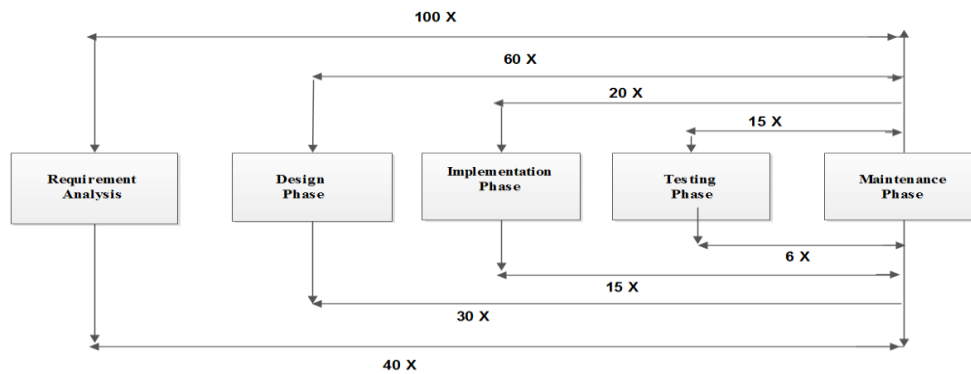 100 X
60 X
20 X
15 X
Requirement
Analysis
Design
Phase
Implementation
Phase
Testing
Phase
Maintenance
Phase
6 X
15 X
30 X
40 X